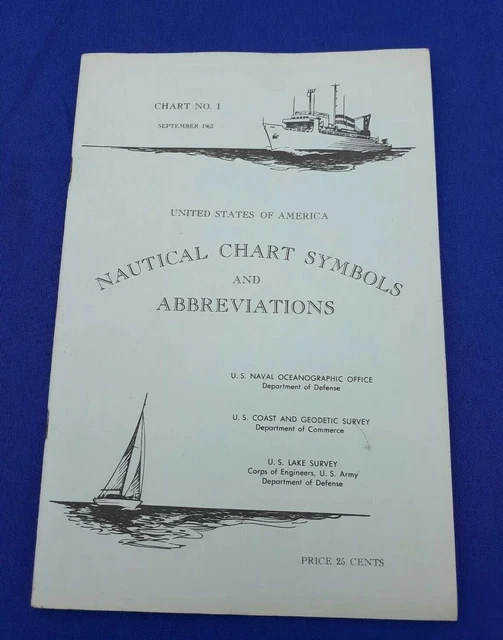 CHART NO. 1
SEPTEMBER 1963
UNITED STATES OF AMERICA
NAUTICAL CHART SYMBOLS
AND
ABBREVIATIONS
U. S. NAVAL OCEANOGRAPHIC OFFICE
Department of Defense
U. S. COAST AND GEODETIC SURVEY
Department of Commerce
U. S. LAKE SURVEY
Corps of Engineers, U. S. Army
Department of Defense
PRICE 25 CENTS